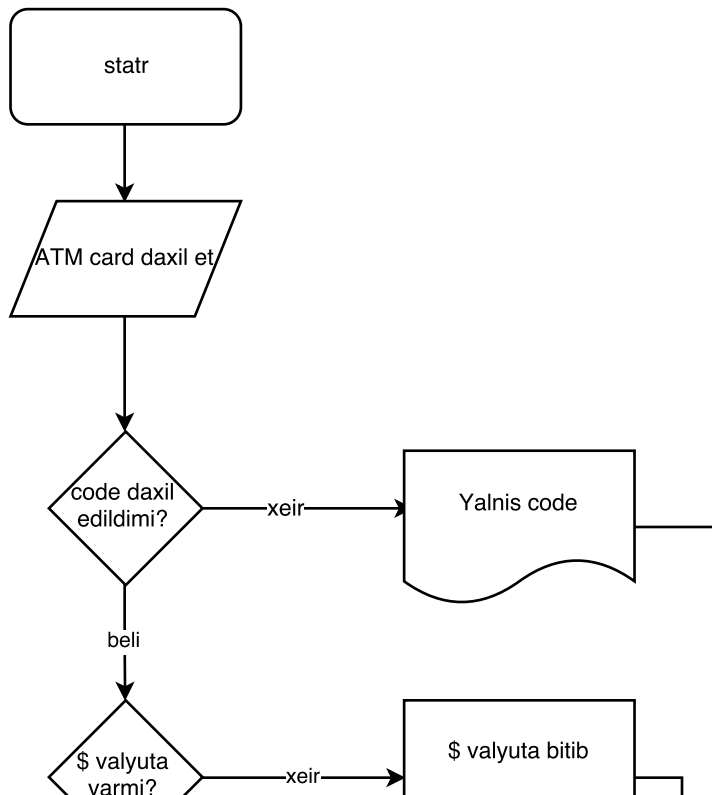 statr
ATM card daxil et
code daxil
edildimi?
xeir
Yalnis code
beli
$ valyuta
varmi?
xeir
$ valyuta bitib